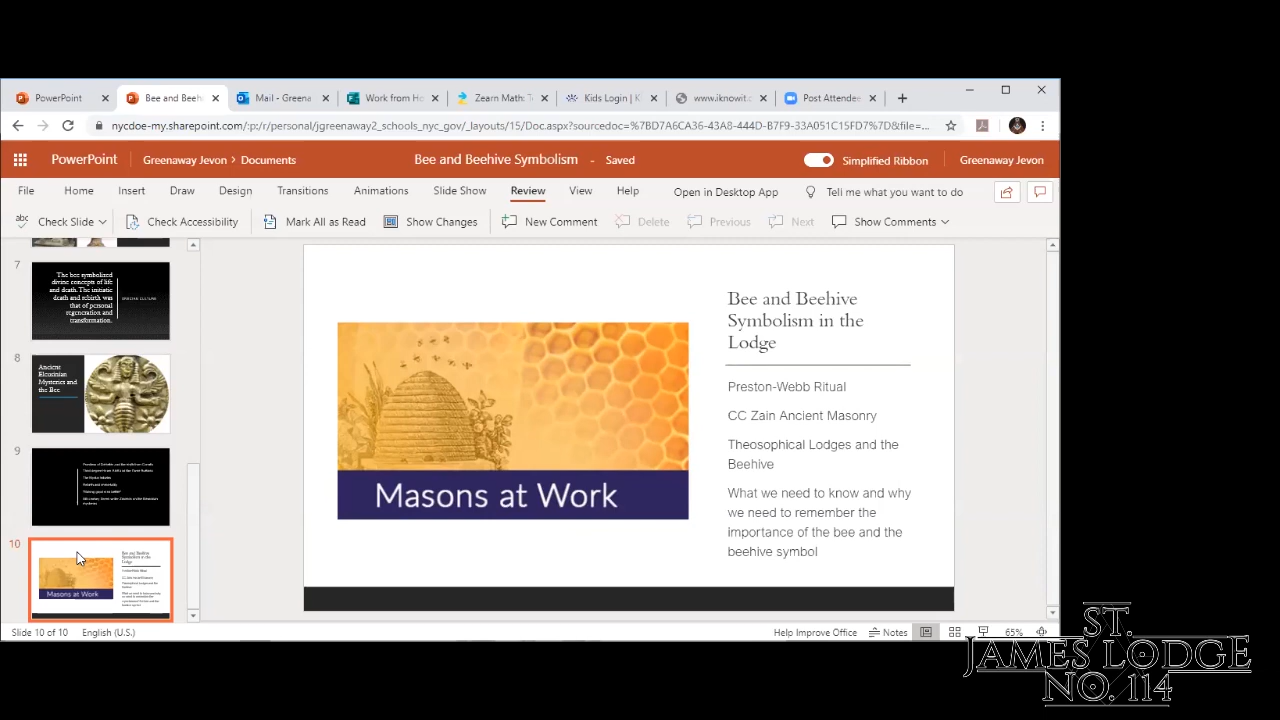 PowerPoint
Bee and Beeh
Mail - Greena
Work from Ho
Zearn Math: T
Kids Login | K
www.iknowit.c
Post Attendee
nycdoe-my.sharepoint.com/:p:/r/personal/jgreenaway2_schools_nyc_gov/_layouts/15/Doc.aspx?sourcedoc=%7BD7A6CA36-43A8-444D-B7F9-33A051C15FD7%7D&file=...
PowerPoint
Greenaway Jevon > Documents
Bee and Beehive Symbolism - Saved
Simplified Ribbon
Greenaway Jevon
File
Home
Insert
Draw
Design
Transitions
Animations
Slide Show
Review
View
Help
Open in Desktop App
Tell me what you want to do
abc
Check Slide
Check Accessibility
Mark All as Read
Show Changes
New Comment
Delete
Previous
Next
Show Comments
7
The bee symbolized
divine concepts of life
and death. The initiatic
death and rebirth was
that of personal
regeneration and
transformation.
8
Ancient
Eleusinian
Mysteries and
the Bee
9
10
Bee and Beehive
Symbolism in the
Lodge
Masons at Work
Bee and Beehive
Symbolism in the
Lodge
Preston-Webb Ritual
CC Zain Ancient Masonry
Theosophical Lodges and the
Beehive
What we need to know and why
we need to remember the
importance of the bee and the
beehive symbol
Masons at Work
Slide 10 of 10
English (U.S.)
Help Improve Office
Notes
65%
ST.
JAMES LODGE
NO. 114